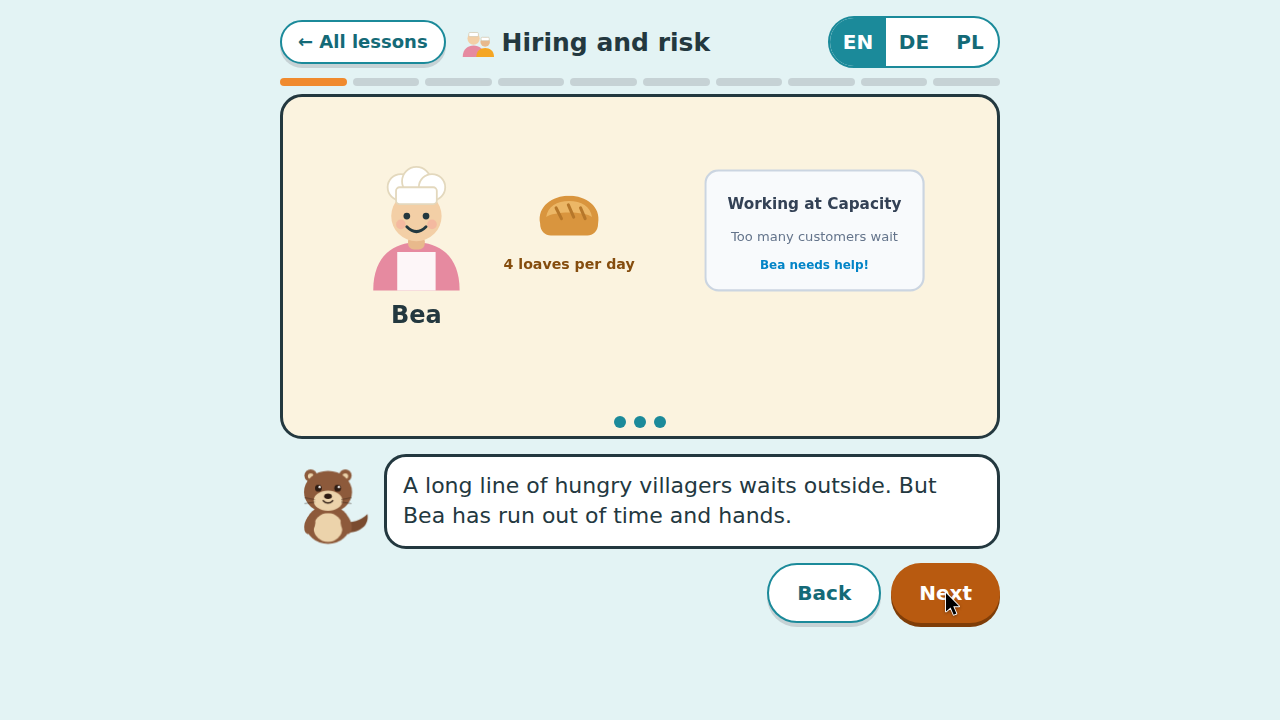 ← All lessons
Hiring and risk
EN DE PL
Working at Capacity
Too many customers wait
Bea needs help!
4 loaves per day
Bea
A long line of hungry villagers waits outside. But
Bea has run out of time and hands.
Back
Next